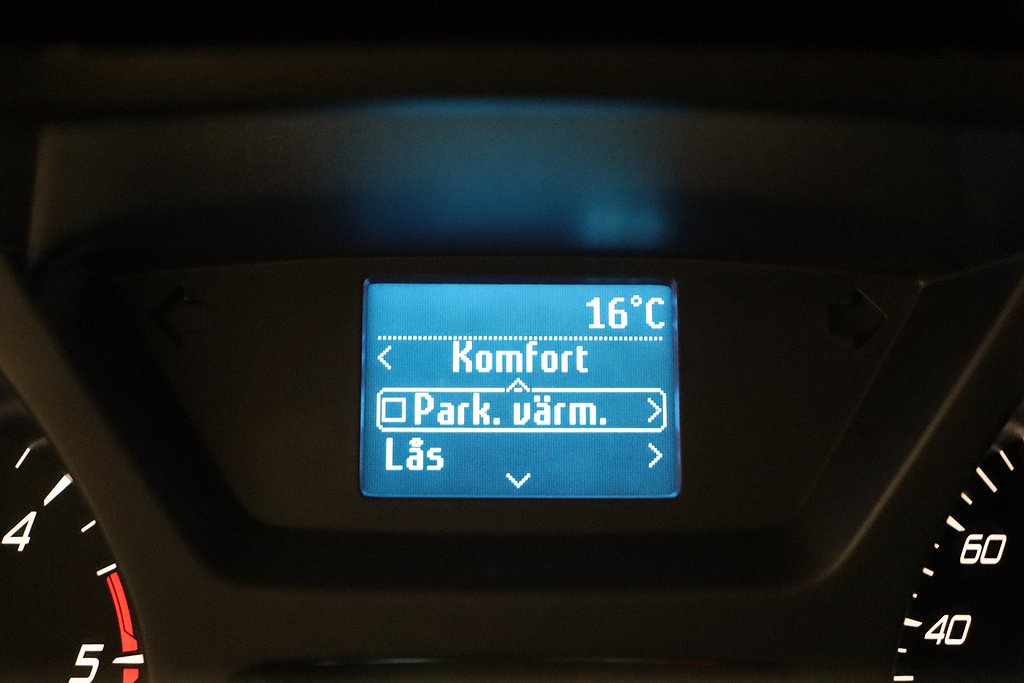 16°C
< Komfort
Park. värm. >
Lås >
4
5
60
40